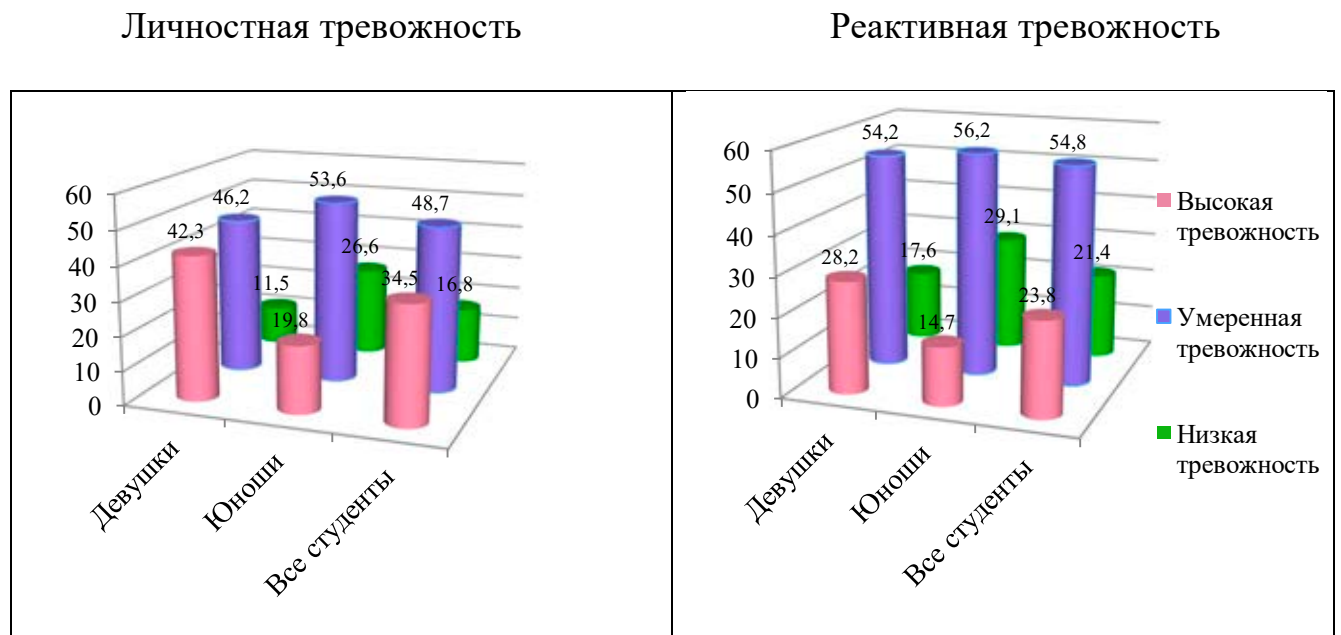 Личностная тревожность
Реактивная тревожность
60
50
40
30
20
10
0
42,3
46,2
11,5
19,8
53,6
26,6
34,5
48,7
16,8
Девушки
Юноши
Все студенты
60
50
40
30
20
10
0
28,2
54,2
17,6
14,7
56,2
29,1
23,8
54,8
21,4
Девушки
Юноши
Все студенты
Высокая
тревожность
Умеренная
тревожность
Низкая
тревожность